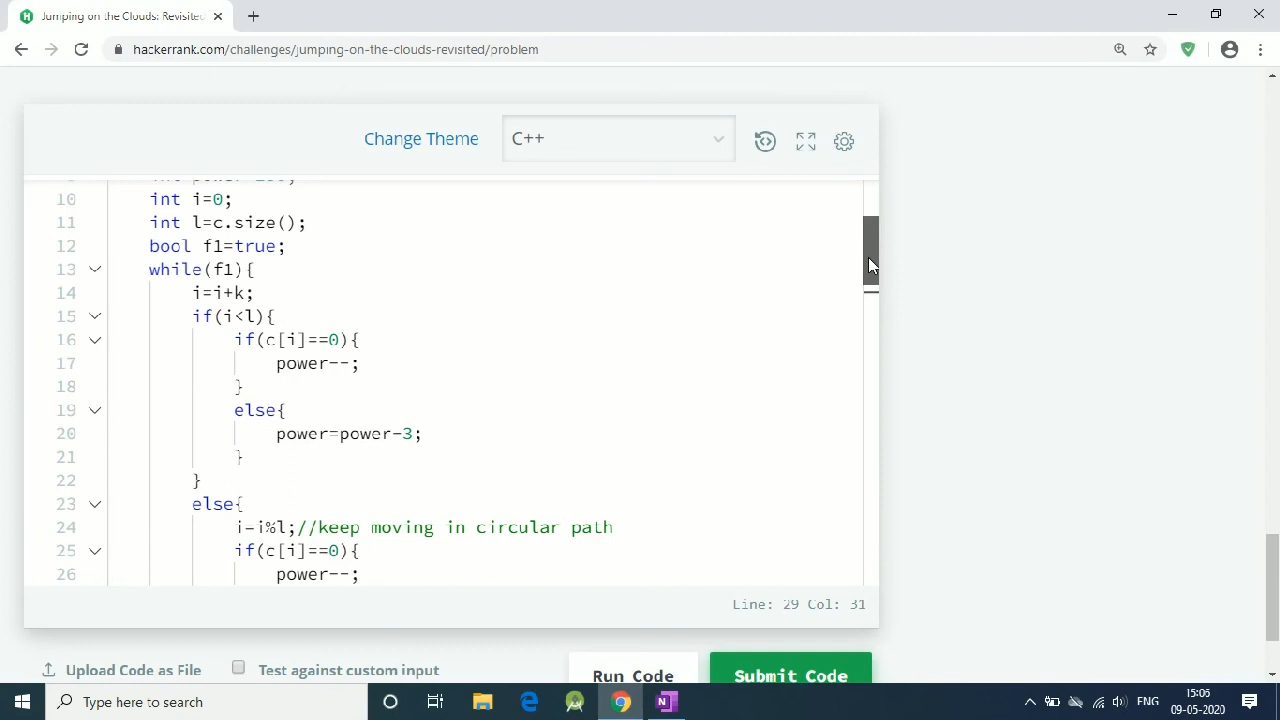 Jumping on the Clouds: Revisited
hackerrank.com/challenges/jumping-on-the-clouds-revisited/problem
Change Theme
C++
10 int i=0;
11 int l=c.size();
12 bool f1=true;
13 while(f1){
14 i=i+k;
15 if(i<l){
16 if(c[i]==0){
17 power--;
18 }
19 else{
20 power=power-3;
21 }
22 }
23 else{
24 i=i%l;//keep moving in circular path
25 if(c[i]==0){
26 power--;
Line: 29 Col: 31
Upload Code as File
Test against custom input
Run Code
Submit Code
Type here to search
ENG
15:06
09-05-2020